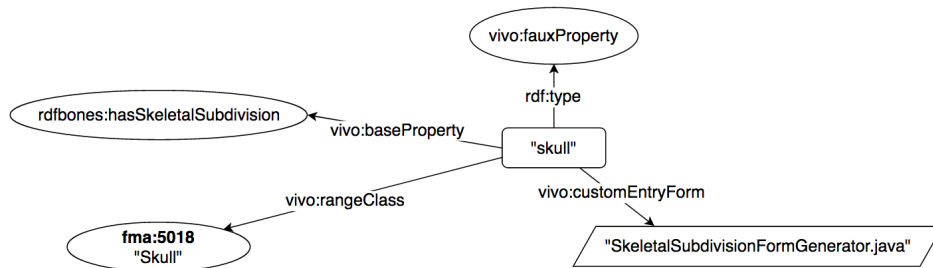 vivo:fauxProperty
rdf:type
rdfbones:hasSkeletalSubdivision
vivo:baseProperty
"skull"
vivo:rangeClass
vivo:customEntryForm
fma:5018
"Skull"
"SkeletalSubdivisionFormGenerator.java"